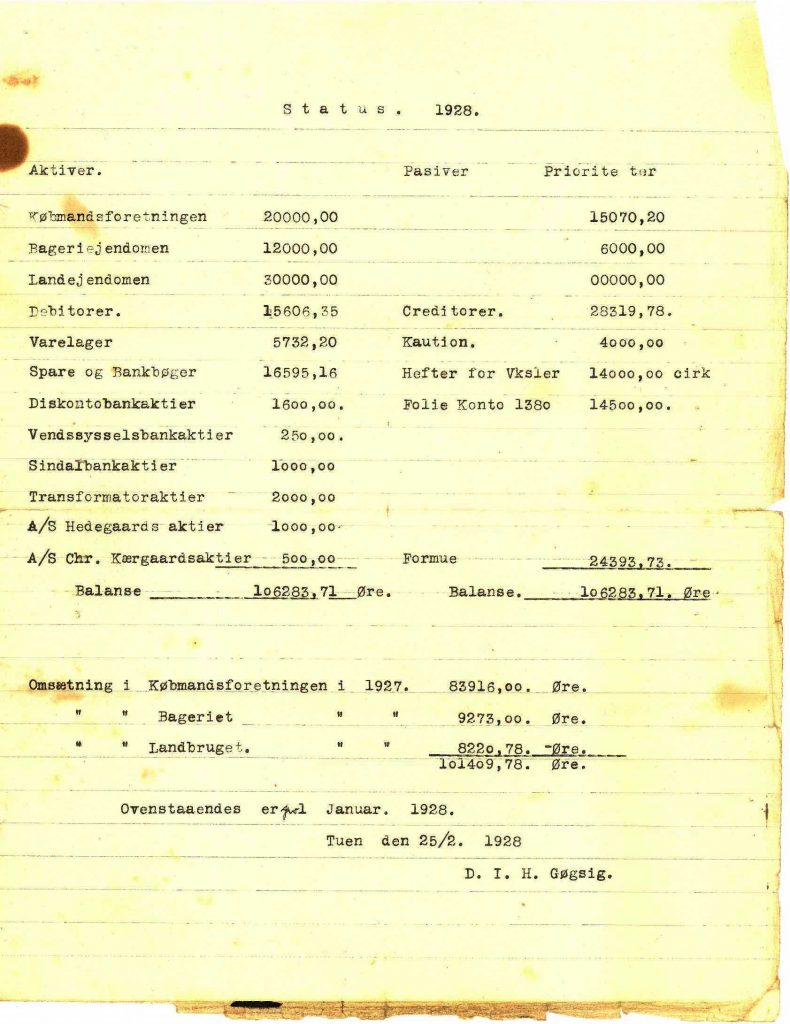 S t a t u s . 1928.
Aktiver. Pasiver Priorite ter
Købmandsforetningen 20000,00 15070,20
Bageriejendomen 12000,00 6000,00
Landejendomen 30000,00 00000,00
Debitorer. 15606,35 Creditorer. 28319,78.
Varelager 5732,20 Kaution. 4000,00
Spare og Bankbøger 16595,16 Hefter for Vksler 14000,00 cirk
Diskontobankaktier 1600,00. Folie Konto 1380 14500,00.
Vendssysselsbankaktier 250,00.
Sindalbankaktier 1000,00
Transformatoraktier 2000,00
A/S Hedegaards aktier 1000,00
A/S Chr. Kærgaardsaktier 500,00 Formue 24393,73.
Balanse 106283,71 Øre. Balanse. 106283,71. Øre
Omsætning i Købmandsforetningen i 1927. 83916,00. Øre.
" " Bageriet " " 9273,00. Øre.
" " Landbruget. " " 8220,78. -Øre.
101409,78. Øre.
Ovenstaaendes er 1 Januar. 1928.
Tuen den 25/2. 1928
D. I. H. Gøgsig.